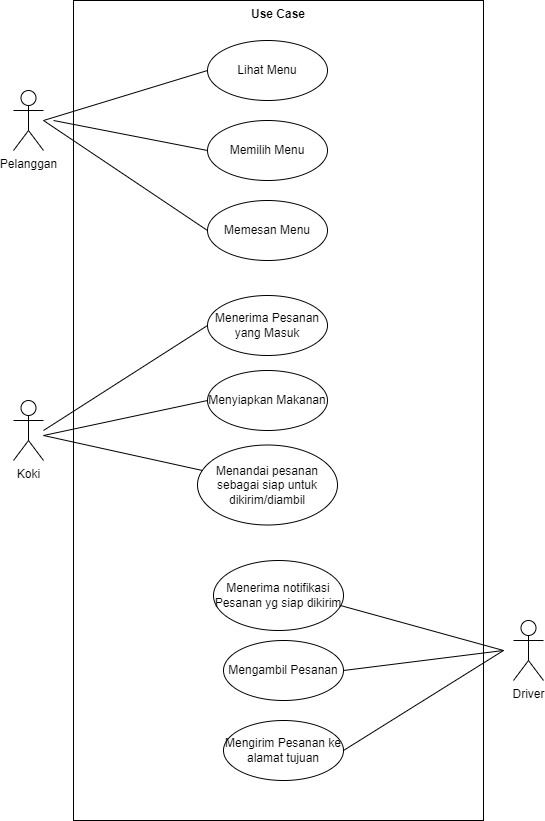 Use Case
Lihat Menu
Pelanggan
Memilih Menu
Memesan Menu
Menerima Pesanan
yang Masuk
Menyiapkan Makanan
Koki
Menandai pesanan
sebagai siap untuk
dikirim/diambil
Menerima notifikasi
Pesanan yg siap dikirim
Mengambil Pesanan
Driver
Mengirim Pesanan ke
alamat tujuan